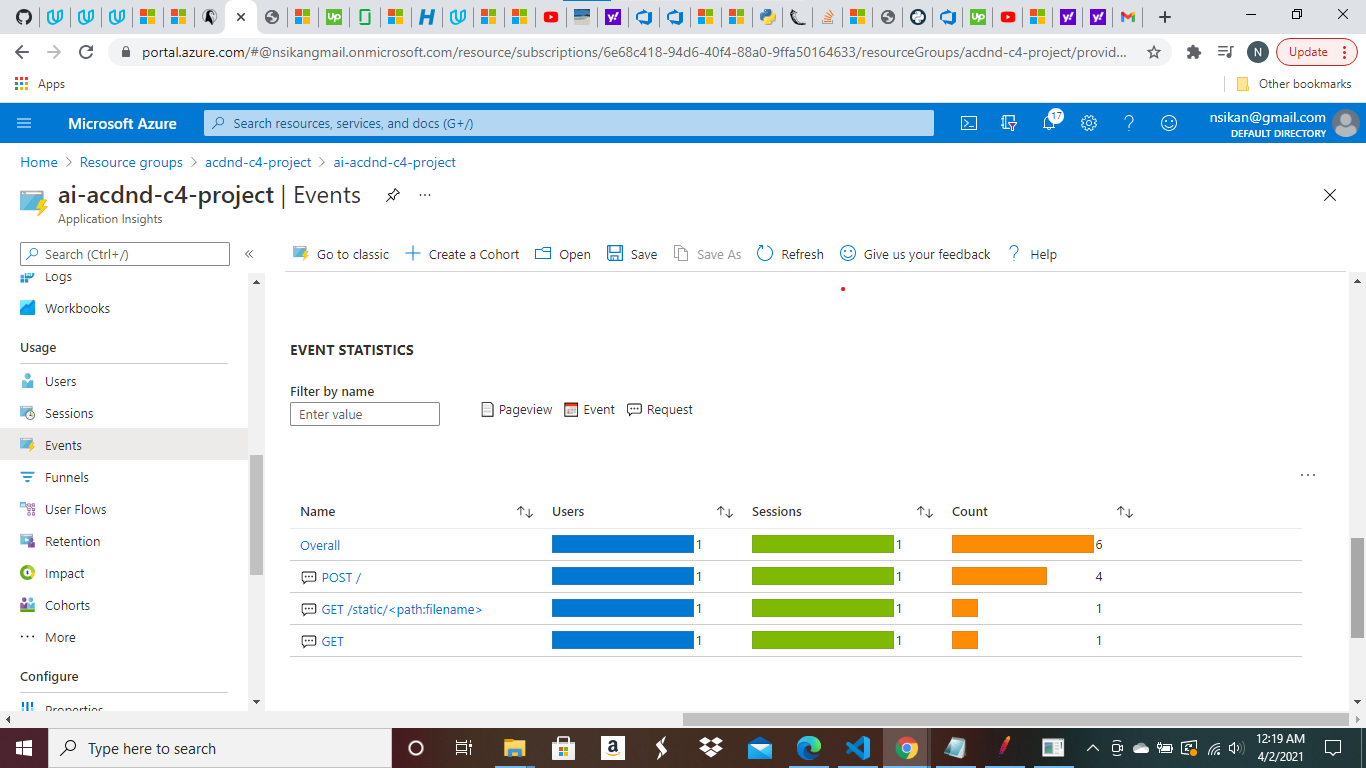 portal.azure.com/#@nsikangmail.onmicrosoft.com/resource/subscriptions/6e68c418-94d6-40f4-88a0-9ffa50164633/resourceGroups/acdnd-c4-project/provid...
N
Update
Apps
Other bookmarks
Microsoft Azure
Search resources, services, and docs (G+/)
17
nsikan@gmail.com
DEFAULT DIRECTORY
Home > Resource groups > acdnd-c4-project > ai-acdnd-c4-project
ai-acdnd-c4-project | Events
Application Insights
Search (Ctrl+/)
Go to classic
Create a Cohort
Open
Save
Save As
Refresh
Give us your feedback
Help
Logs
Workbooks
Usage
Users
Sessions
Events
Funnels
User Flows
Retention
Impact
Cohorts
More
Configure
Properties
EVENT STATISTICS
Filter by name
Enter value
Pageview
Event
Request
Name Users Sessions Count
Overall 1 1 6
POST / 1 1 4
GET /static/<path:filename> 1 1 1
GET 1 1 1
Type here to search
12:19 AM
4/2/2021